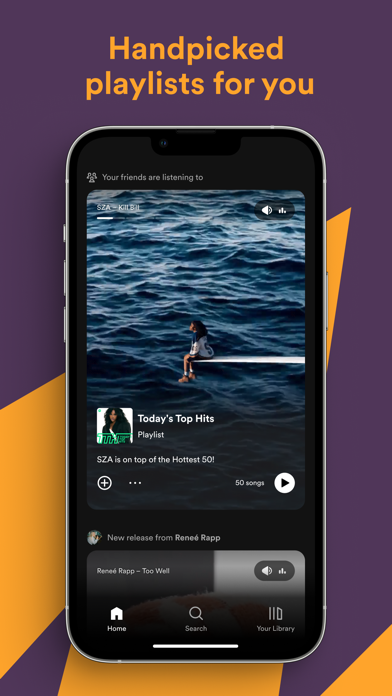 Handpicked
playlists for you
Your friends are listening to
SZA – Kill Bill
Today's Top Hits
Playlist
SZA is on top of the Hottest 50!
50 songs
New release from Reneé Rapp
Reneé Rapp – Too Well
Home
Search
Your Library